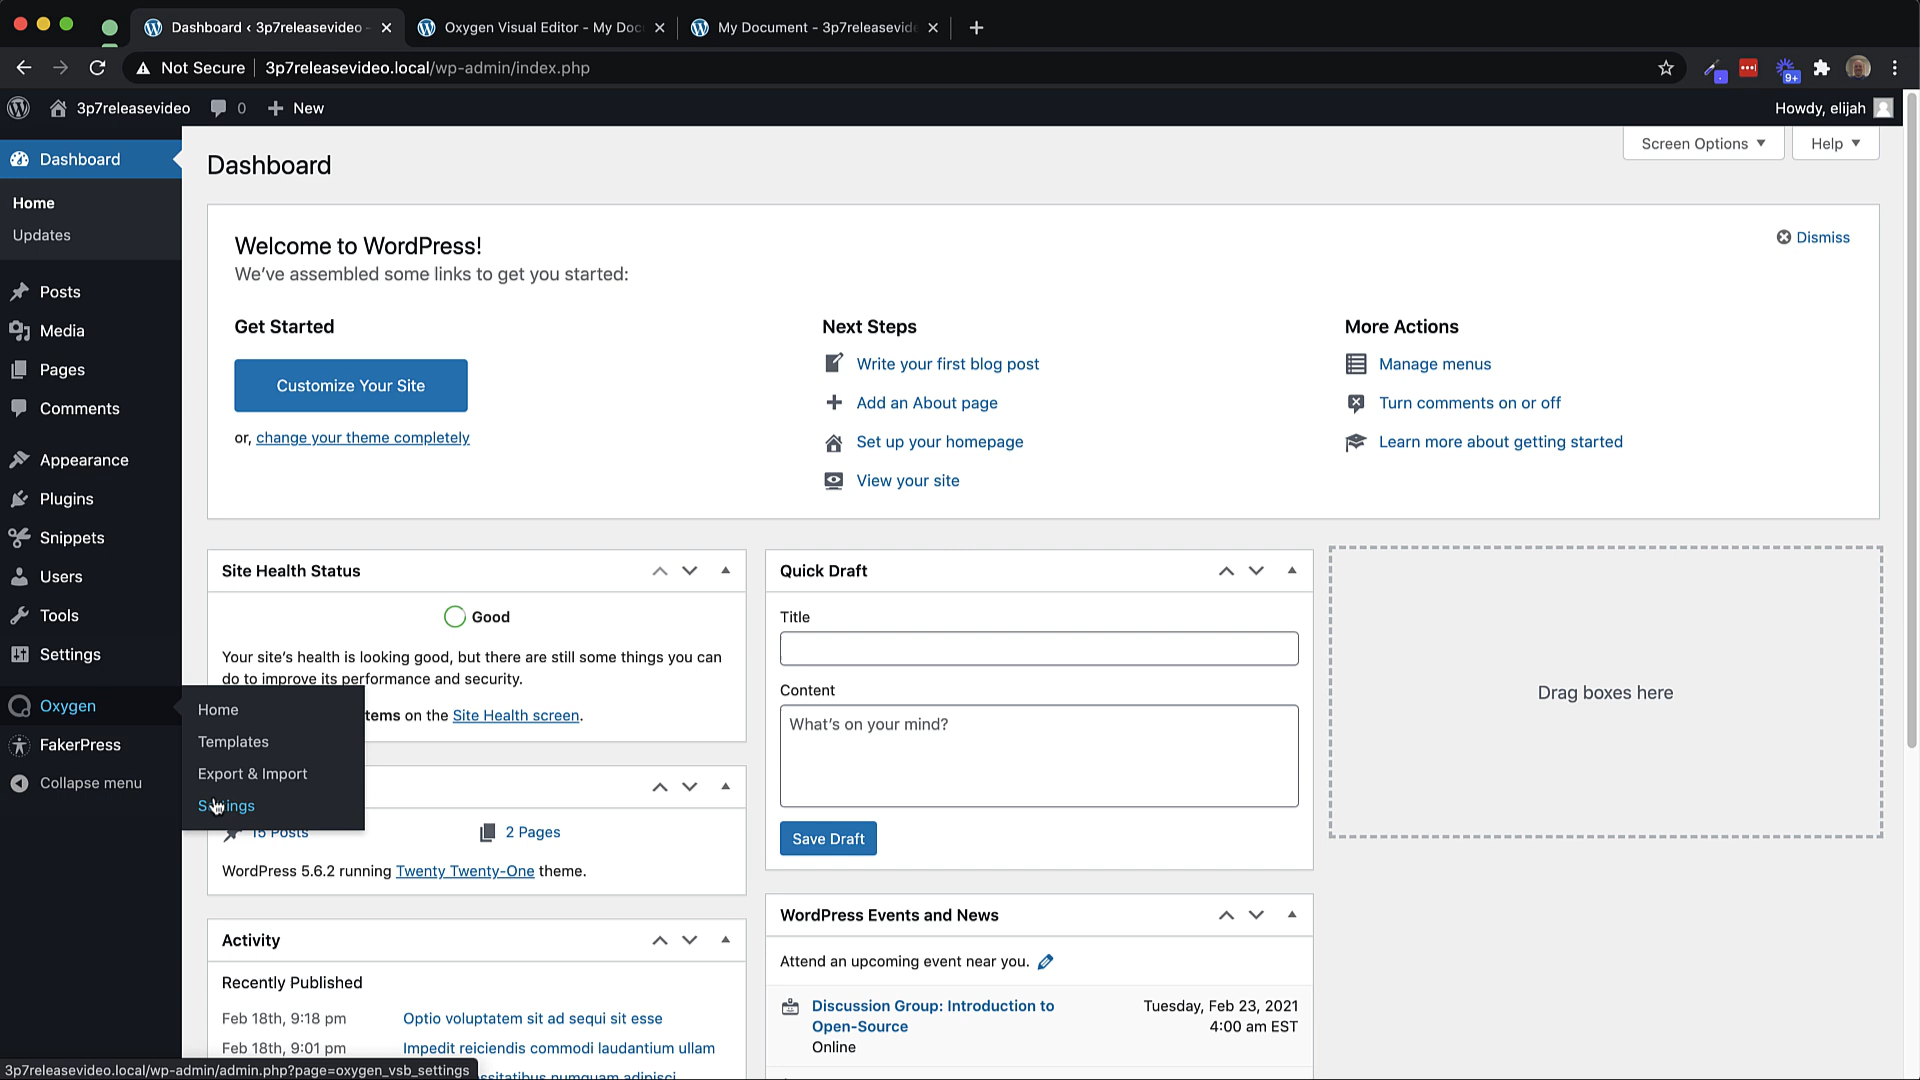 Dashboard ‹ 3p7releasevideo -
Oxygen Visual Editor - My Doc
My Document - 3p7releasevide
Not Secure
3p7releasevideo.local/wp-admin/index.php
9+
3p7releasevideo
0
New
Howdy, elijah
Dashboard
Home
Updates
Posts
Media
Pages
Comments
Appearance
Plugins
Snippets
Users
Tools
Settings
Oxygen
FakerPress
Collapse menu
Home
Templates
Export & Import
Settings
Dashboard
Screen Options
Help
Welcome to WordPress!
We've assembled some links to get you started:
Dismiss
Get Started
Customize Your Site
or, change your theme completely
Next Steps
Write your first blog post
Add an About page
Set up your homepage
View your site
More Actions
Manage menus
Turn comments on or off
Learn more about getting started
Site Health Status
Good
Your site's health is looking good, but there are still some things you can
do to improve its performance and security.
tems on the Site Health screen.
15 Posts
2 Pages
WordPress 5.6.2 running Twenty Twenty-One theme.
Activity
Recently Published
Feb 18th, 9:18 pm
Optio voluptatem sit ad sequi sit esse
Feb 18th, 9:01 pm
Impedit reiciendis commodi laudantium ullam
Quick Draft
Title
Content
What's on your mind?
Save Draft
WordPress Events and News
Attend an upcoming event near you.
Discussion Group: Introduction to
Open-Source
Online
Tuesday, Feb 23, 2021
4:00 am EST
Drag boxes here
3p7releasevideo.local/wp-admin/admin.php?page=oxygen_vsb_settings